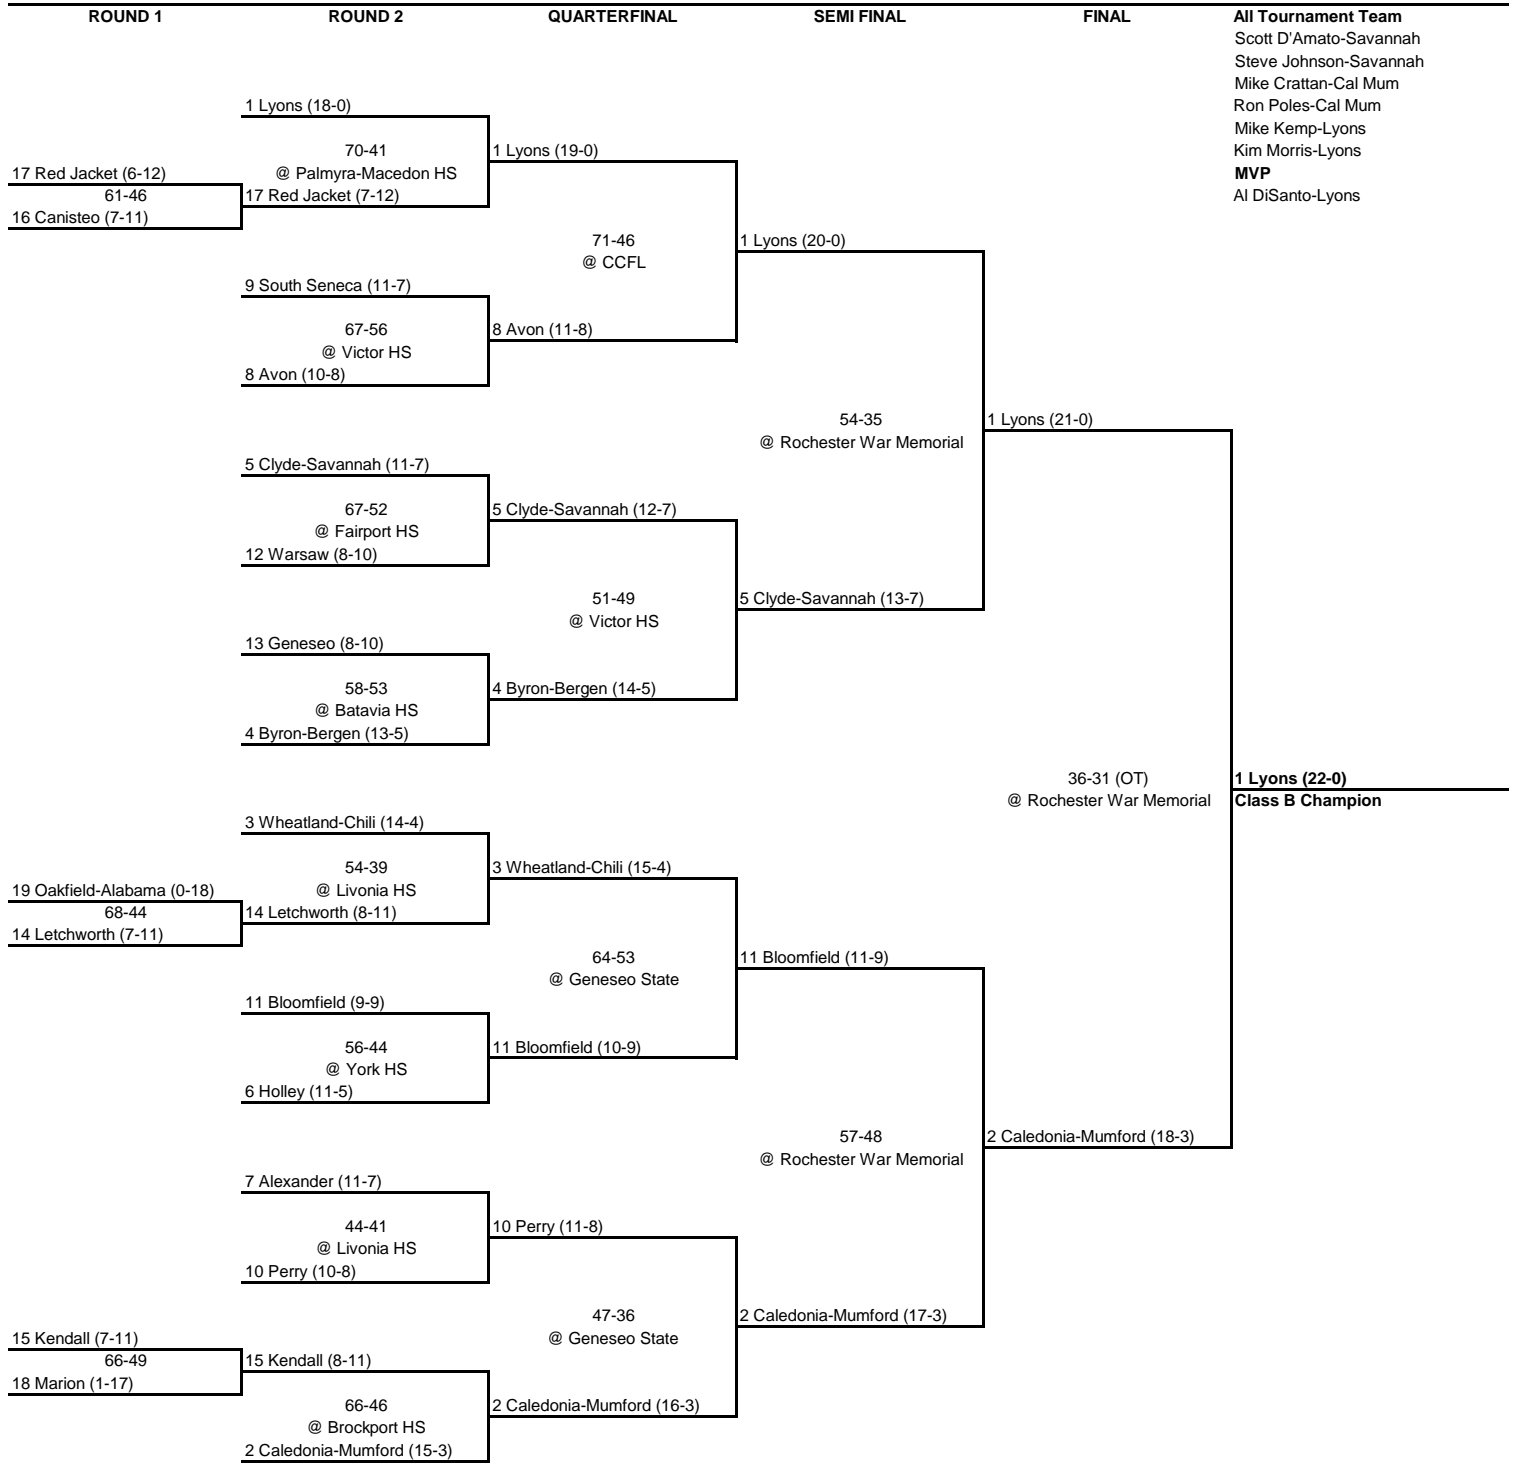 ROUND 1
ROUND 2
QUARTERFINAL
SEMI FINAL
FINAL
All Tournament Team
Scott D'Amato-Savannah
Steve Johnson-Savannah
Mike Crattan-Cal Mum
Ron Poles-Cal Mum
Mike Kemp-Lyons
Kim Morris-Lyons
MVP
Al DiSanto-Lyons
17 Red Jacket (6-12)
61-46
16 Canisteo (7-11)
19 Oakfield-Alabama (0-18)
68-44
14 Letchworth (7-11)
15 Kendall (7-11)
66-49
18 Marion (1-17)
1 Lyons (18-0)
70-41
@ Palmyra-Macedon HS
17 Red Jacket (7-12)
9 South Seneca (11-7)
67-56
@ Victor HS
8 Avon (10-8)
5 Clyde-Savannah (11-7)
67-52
@ Fairport HS
12 Warsaw (8-10)
13 Geneseo (8-10)
58-53
@ Batavia HS
4 Byron-Bergen (13-5)
3 Wheatland-Chili (14-4)
54-39
@ Livonia HS
14 Letchworth (8-11)
11 Bloomfield (9-9)
56-44
@ York HS
6 Holley (11-5)
7 Alexander (11-7)
44-41
@ Livonia HS
10 Perry (10-8)
15 Kendall (8-11)
66-46
@ Brockport HS
2 Caledonia-Mumford (15-3)
1 Lyons (19-0)
71-46
@ CCFL
8 Avon (11-8)
5 Clyde-Savannah (12-7)
51-49
@ Victor HS
4 Byron-Bergen (14-5)
3 Wheatland-Chili (15-4)
64-53
@ Geneseo State
11 Bloomfield (10-9)
10 Perry (11-8)
47-36
@ Geneseo State
2 Caledonia-Mumford (16-3)
1 Lyons (20-0)
54-35
@ Rochester War Memorial
5 Clyde-Savannah (13-7)
11 Bloomfield (11-9)
57-48
@ Rochester War Memorial
2 Caledonia-Mumford (17-3)
1 Lyons (21-0)
36-31 (OT)
@ Rochester War Memorial
2 Caledonia-Mumford (18-3)
1 Lyons (22-0)
Class B Champion